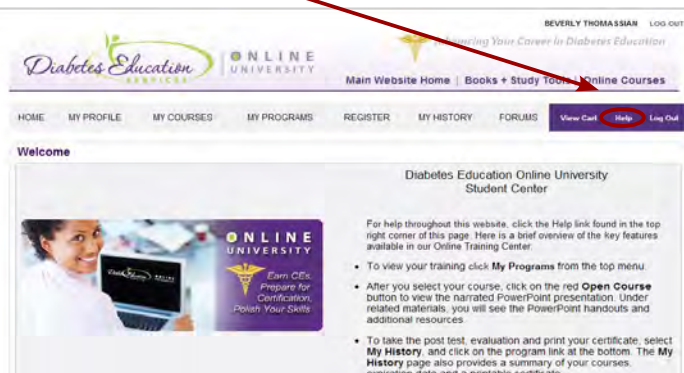 BEVERLY THOMASSIAN LOG OUT
Your Career in Diabetes Education
Diabetes Education
SERVICES
ONLINE
UNIVERSITY
Main Website Home | Books + Study Tools | Online Courses
HOME MY PROFILE MY COURSES MY PROGRAMS REGISTER MY HISTORY FORUMS View Cart Help Log Out
Welcome
Diabetes Education Online University
Student Center
For help throughout this website, click the Help link found in the top
right corner of this page. Here is a brief overview of the key features
available in our Online Training Center.
• To view your training click My Programs from the top menu.
• After you select your course, click on the red Open Course
button to view the narrated PowerPoint presentation. Under
related materials, you will see the PowerPoint handouts and
additional resources.
• To take the post test, evaluation and print your certificate, select
My History, and click on the program link at the bottom. The My
History page also provides a summary of your courses,
expiration date and a printable certificate
ONLINE
UNIVERSITY
Earn CEs,
Prepare for
Certification,
Polish Your Skills